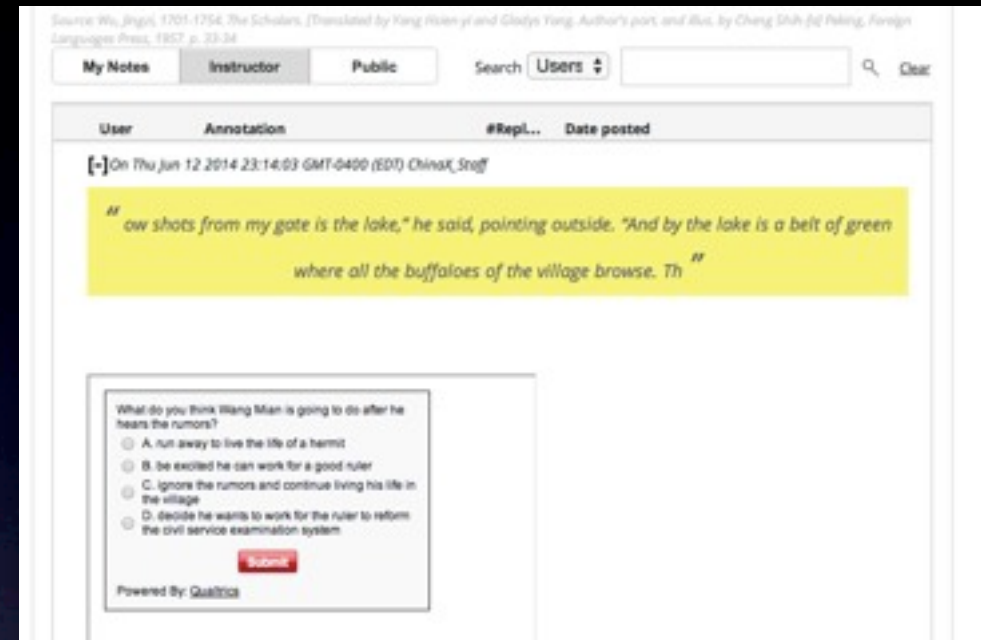 Source: Wu, Jingzi, 1701-1754. The Scholars. [Translated by Yang Hsien-yi and Gladys Yang. Author's port. and illus. by Cheng Shih-fa] Peking, Foreign
Languages Press, 1957. p. 33-34
My Notes Instructor Public Search Users Clear
User Annotation #Repl... Date posted
[-]On Thu Jun 12 2014 23:14:03 GMT-0400 (EDT) ChinaX_Staff
" ow shots from my gate is the lake," he said, pointing outside. "And by the lake is a belt of green
where all the buffaloes of the village browse. Th "
What do you think Wang Mian is going to do after he
hears the rumors?
A. run away to live the life of a hermit
B. be excited he can work for a good ruler
C. ignore the rumors and continue living his life in
the village
D. decide he wants to work for the ruler to reform
the civil service examination system
Submit
Powered By: Qualtrics